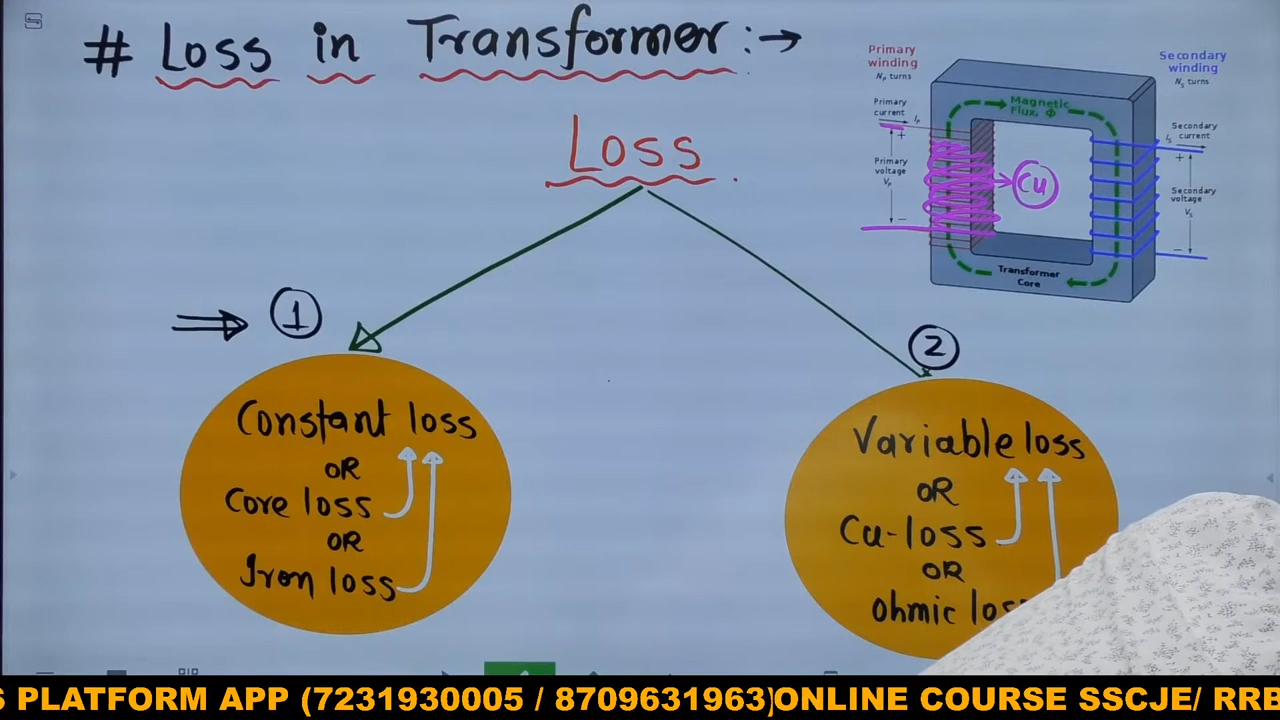 # Loss in Transformer:→
Primary
winding
Nₚ turns
Secondary
winding
Nₛ turns
Primary
current
Iₚ
Magnetic
Flux, Φ
Secondary
current
Iₛ
+
+
Primary
voltage
Vₚ
Cu
Secondary
voltage
Vₛ
−
−
Transformer
Core
Loss
1
2
Constant loss
OR
Core loss
OR
Iron loss
Variable loss
OR
Cu-loss
OR
Ohmic
S PLATFORM APP (7231930005 / 8709631963)ONLINE COURSE SSCJE/ RRB